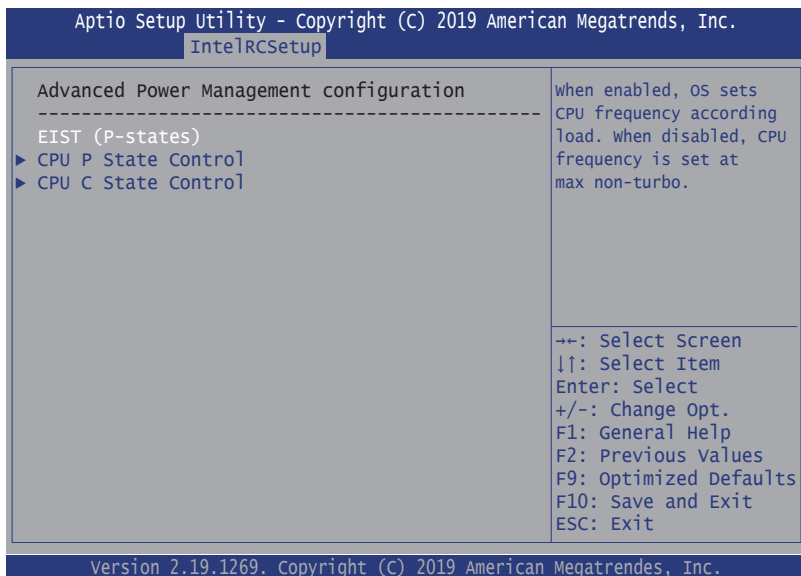 Aptio Setup Utility - Copyright (C) 2019 American Megatrends, Inc.
IntelRCSetup
Advanced Power Management configuration
-----------------------------------------------
EIST (P-states)
▶ CPU P State Control
▶ CPU C State Control
When enabled, OS sets
CPU frequency according
load. When disabled, CPU
frequency is set at
max non-turbo.
→←: Select Screen
↓↑: Select Item
Enter: Select
+/-: Change Opt.
F1: General Help
F2: Previous Values
F9: Optimized Defaults
F10: Save and Exit
ESC: Exit
Version 2.19.1269. Copyright (C) 2019 American Megatrendes, Inc.